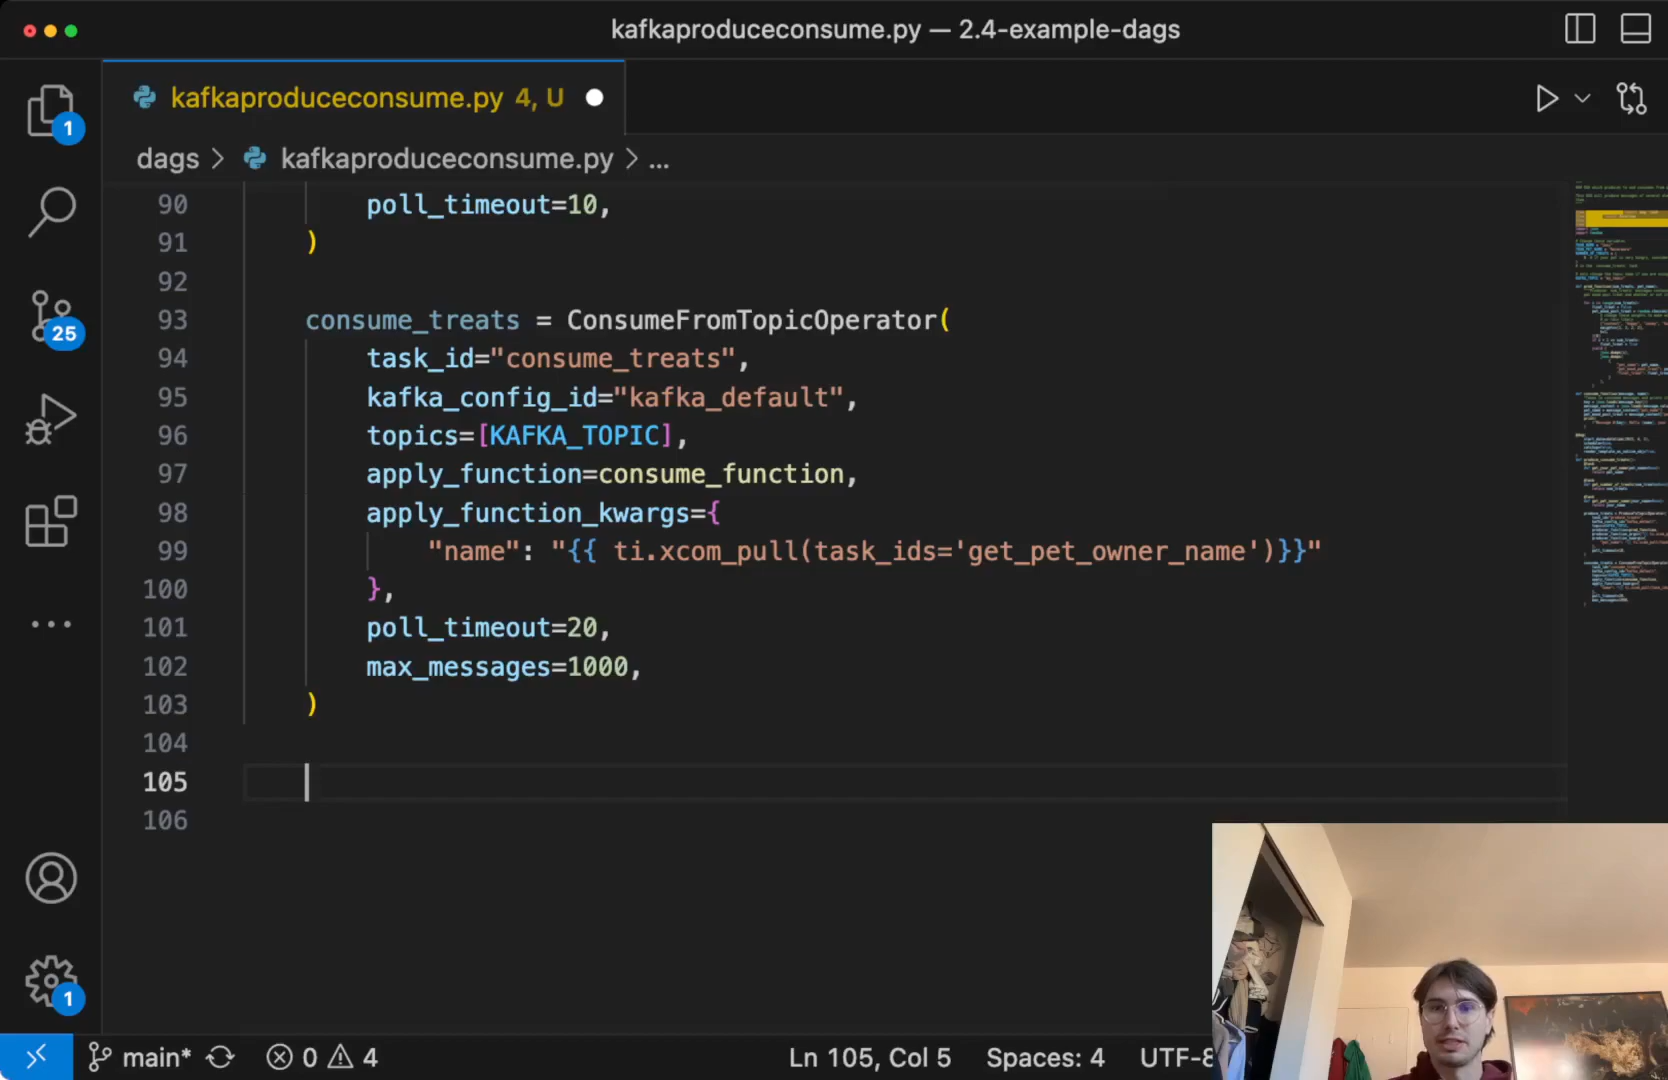 kafkaproduceconsume.py — 2.4-example-dags
kafkaproduceconsume.py 4, U
dags > kafkaproduceconsume.py > ...
1
25
1
90 poll_timeout=10,
91 )
92
93 consume_treats = ConsumeFromTopicOperator(
94 task_id="consume_treats",
95 kafka_config_id="kafka_default",
96 topics=[KAFKA_TOPIC],
97 apply_function=consume_function,
98 apply_function_kwargs={
99 "name": "{{ ti.xcom_pull(task_ids='get_pet_owner_name')}}"
100 },
101 poll_timeout=20,
102 max_messages=1000,
103 )
104
105
106
main* 0 4 Ln 105, Col 5 Spaces: 4 UTF-8